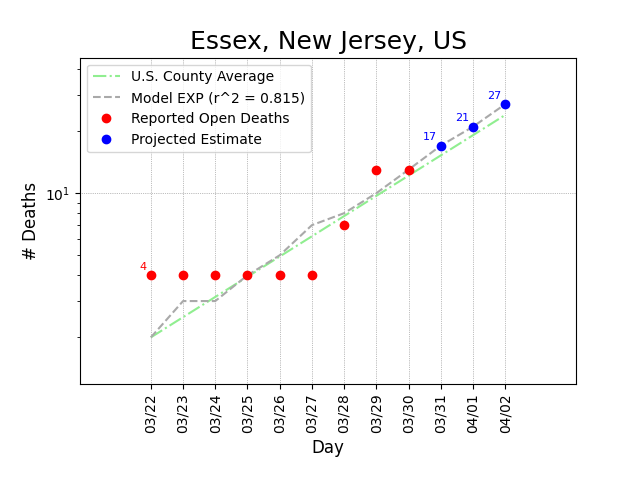 Essex, New Jersey, US
U.S. County Average
Model EXP (r^2 = 0.815)
Reported Open Deaths
Projected Estimate
4
17
21
27
10^1
# Deaths
03/22
03/23
03/24
03/25
03/26
03/27
03/28
03/29
03/30
03/31
04/01
04/02
Day